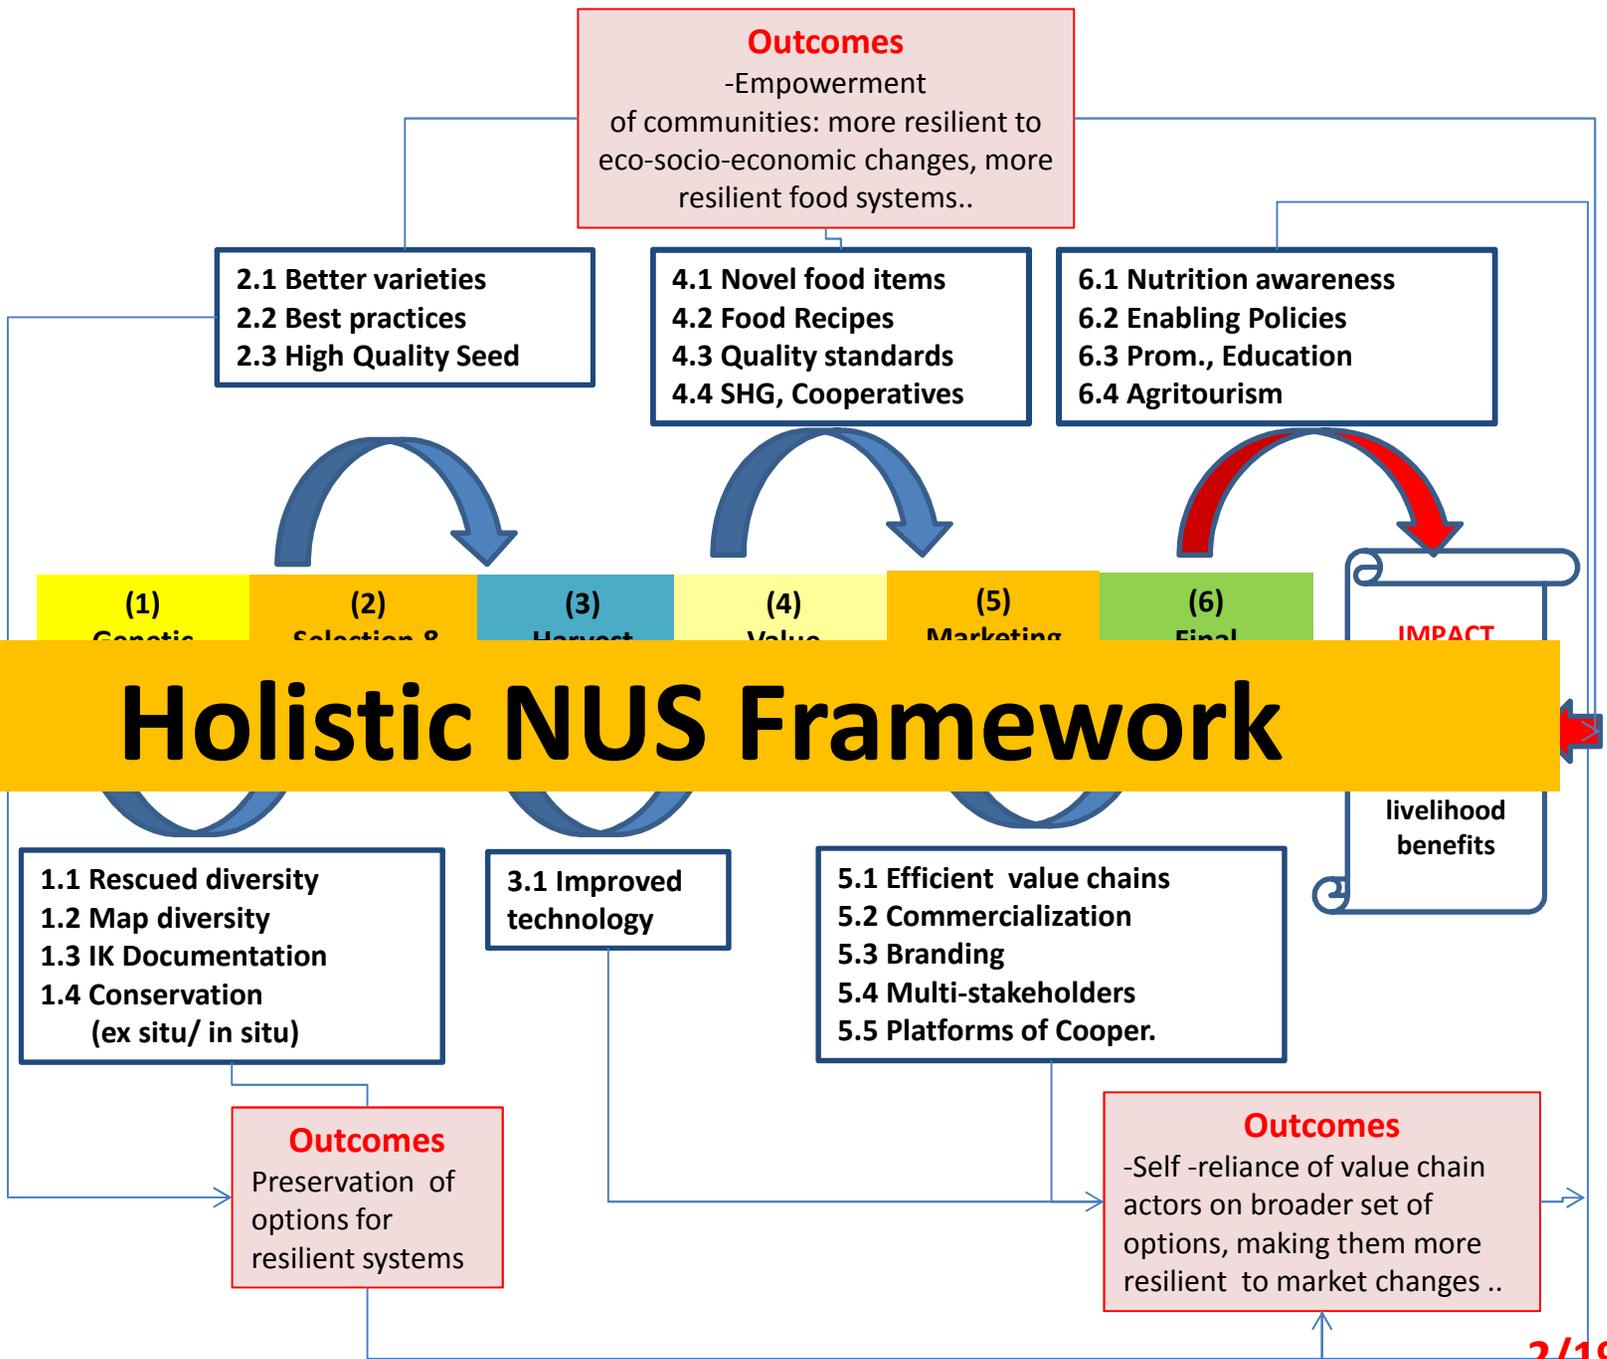 Outcomes
-Empowerment
of communities: more resilient to
eco-socio-economic changes, more
resilient food systems..
2.1 Better varieties
2.2 Best practices
2.3 High Quality Seed
4.1 Novel food items
4.2 Food Recipes
4.3 Quality standards
4.4 SHG, Cooperatives
6.1 Nutrition awareness
6.2 Enabling Policies
6.3 Prom., Education
6.4 Agritourism
(1)
Genetic
(2)
Selection &
(3)
Harvest
(4)
Value
(5)
Marketing
(6)
Final
IMPACT
Holistic NUS Framework
livelihood
benefits
1.1 Rescued diversity
1.2 Map diversity
1.3 IK Documentation
1.4 Conservation
(ex situ/ in situ)
3.1 Improved
technology
5.1 Efficient  value chains
5.2 Commercialization
5.3 Branding
5.4 Multi-stakeholders
5.5 Platforms of Cooper.
Outcomes
Preservation  of
options for
resilient systems
Outcomes
-Self -reliance of value chain
actors on broader set of
options, making them more
resilient  to market changes ..